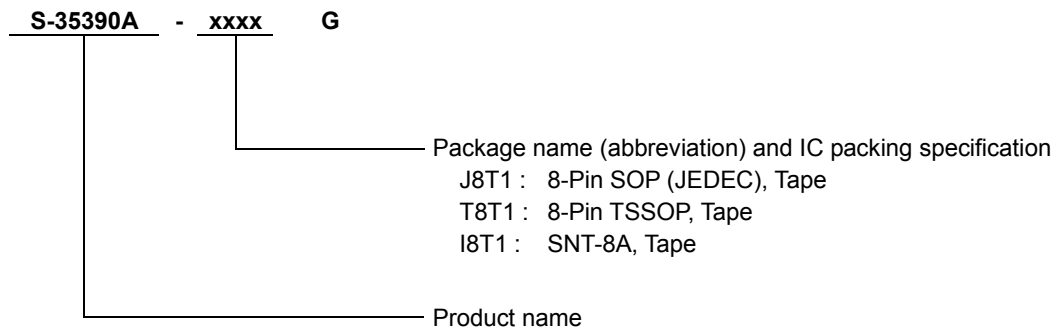 S-35390A - xxxx G
Package name (abbreviation) and IC packing specification
J8T1 : 8-Pin SOP (JEDEC), Tape
T8T1 : 8-Pin TSSOP, Tape
I8T1 : SNT-8A, Tape
Product name